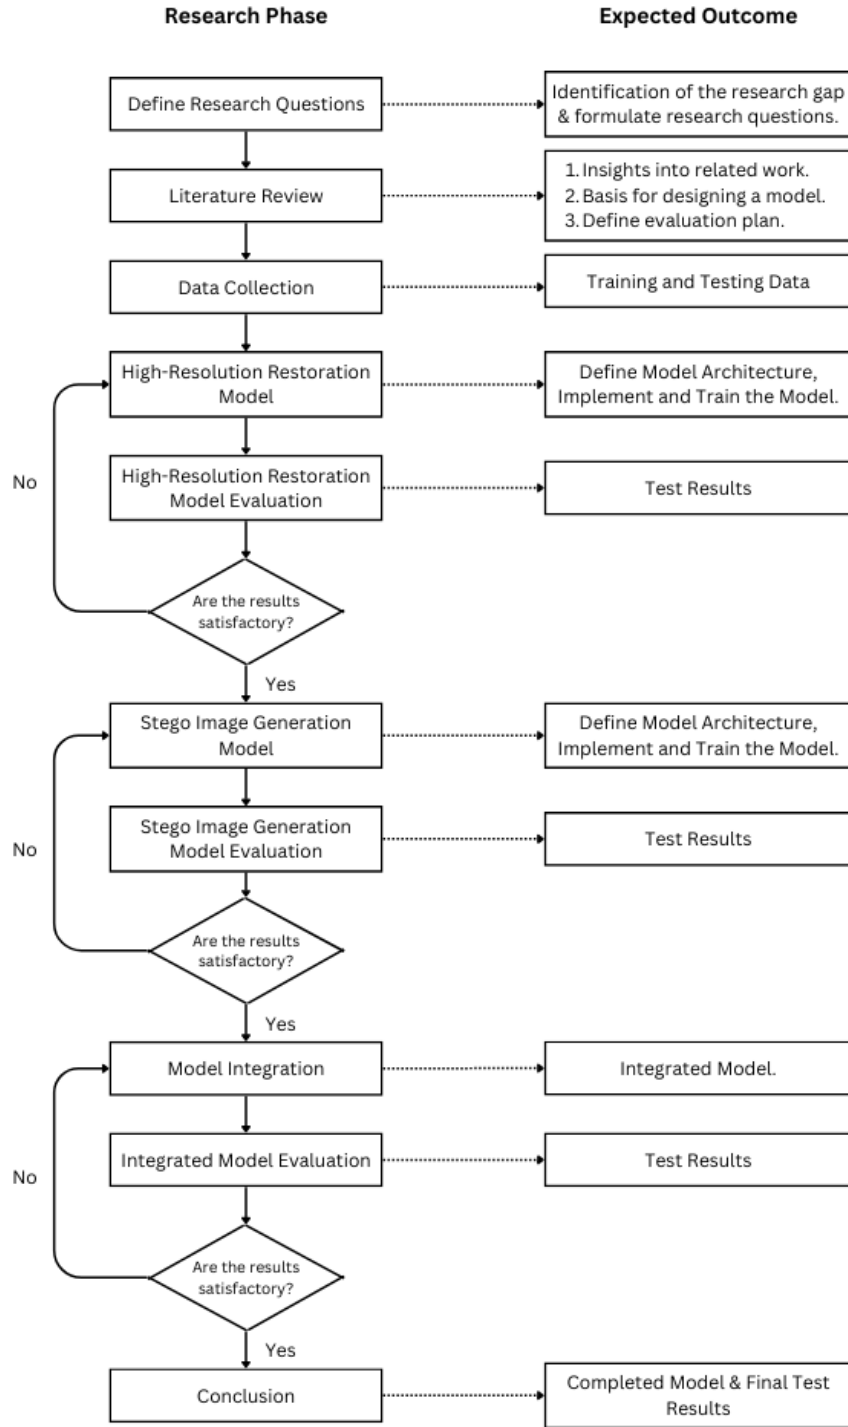 Research Phase
Expected Outcome
Define Research Questions
Identification of the research gap
& formulate research questions.
Literature Review
1. Insights into related work.
2. Basis for designing a model.
3. Define evaluation plan.
Data Collection
Training and Testing Data
High-Resolution Restoration
Model
Define Model Architecture,
Implement and Train the Model.
No
High-Resolution Restoration
Model Evaluation
Test Results
Are the results
satisfactory?
Yes
Stego Image Generation
Model
Define Model Architecture,
Implement and Train the Model.
No
Stego Image Generation
Model Evaluation
Test Results
Are the results
satisfactory?
Yes
Model Integration
Integrated Model.
No
Integrated Model Evaluation
Test Results
Are the results
satisfactory?
Yes
Conclusion
Completed Model & Final Test
Results